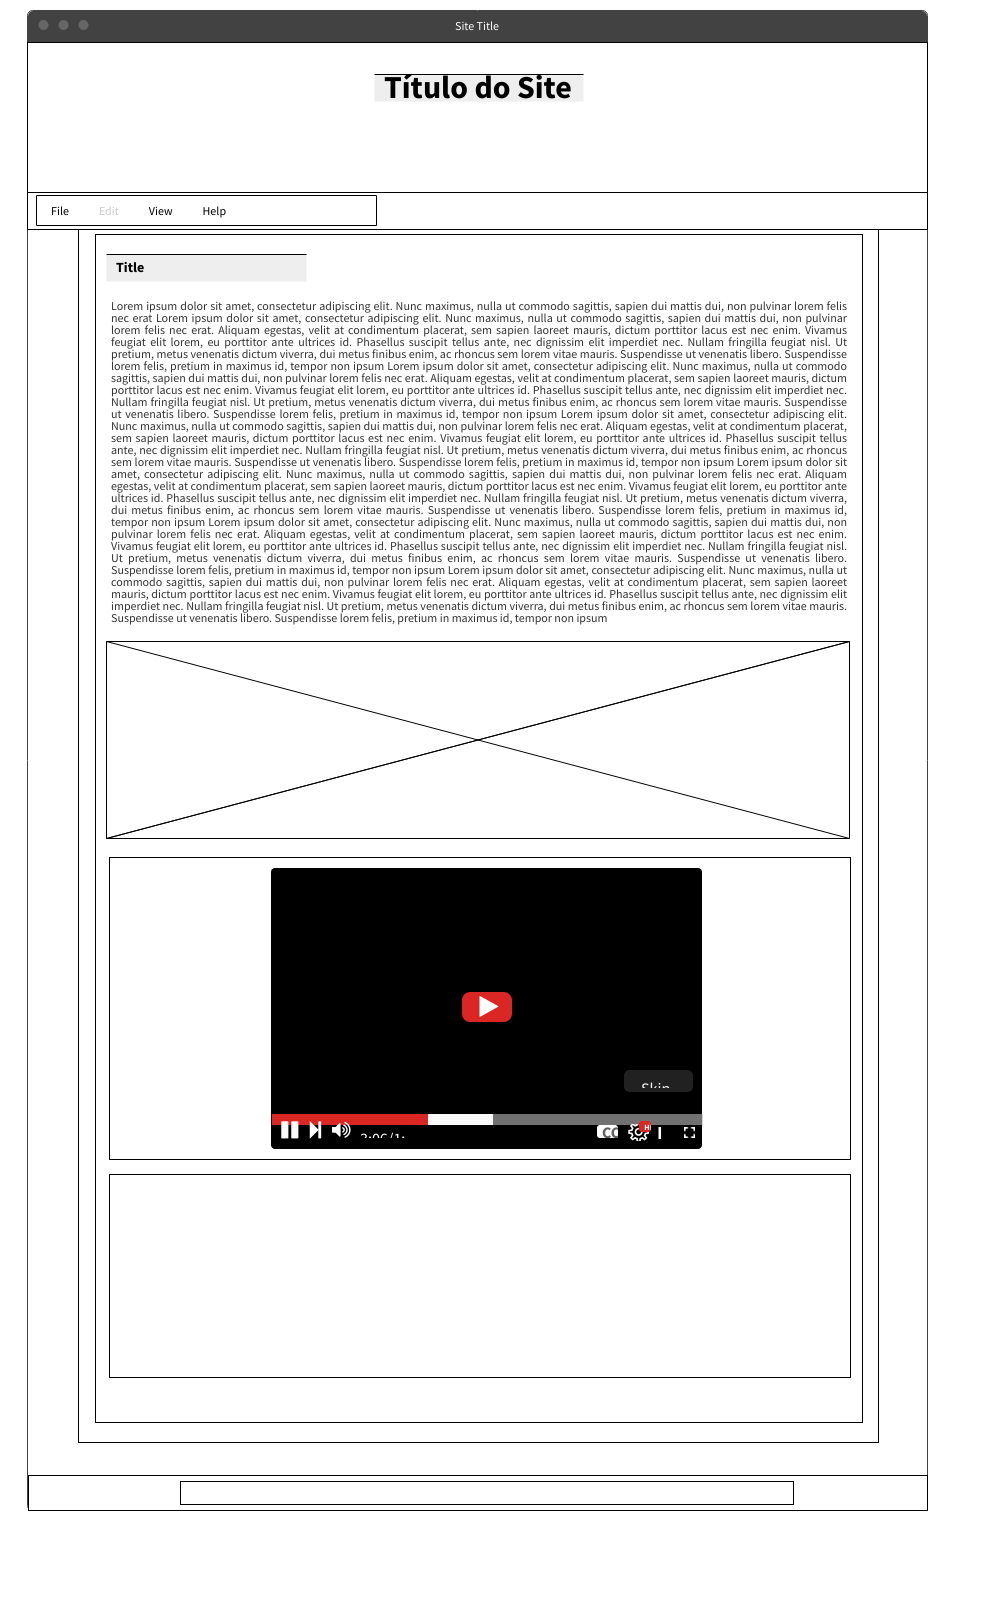 Site Title
Título do Site
File Edit View Help
Title
Lorem ipsum dolor sit amet, consectetur adipiscing elit. Nunc maximus, nulla ut commodo sagittis, sapien dui mattis dui, non pulvinar lorem felis
nec erat Lorem ipsum dolor sit amet, consectetur adipiscing elit. Nunc maximus, nulla ut commodo sagittis, sapien dui mattis dui, non pulvinar
lorem felis nec erat. Aliquam egestas, velit at condimentum placerat, sem sapien laoreet mauris, dictum porttitor lacus est nec enim. Vivamus
feugiat elit lorem, eu porttitor ante ultrices id. Phasellus suscipit tellus ante, nec dignissim elit imperdiet nec. Nullam fringilla feugiat nisl. Ut
pretium, metus venenatis dictum viverra, dui metus finibus enim, ac rhoncus sem lorem vitae mauris. Suspendisse ut venenatis libero. Suspendisse
lorem felis, pretium in maximus id, tempor non ipsum Lorem ipsum dolor sit amet, consectetur adipiscing elit. Nunc maximus, nulla ut commodo
sagittis, sapien dui mattis dui, non pulvinar lorem felis nec erat. Aliquam egestas, velit at condimentum placerat, sem sapien laoreet mauris, dictum
porttitor lacus est nec enim. Vivamus feugiat elit lorem, eu porttitor ante ultrices id. Phasellus suscipit tellus ante, nec dignissim elit imperdiet nec.
Nullam fringilla feugiat nisl. Ut pretium, metus venenatis dictum viverra, dui metus finibus enim, ac rhoncus sem lorem vitae mauris. Suspendisse
ut venenatis libero. Suspendisse lorem felis, pretium in maximus id, tempor non ipsum Lorem ipsum dolor sit amet, consectetur adipiscing elit.
Nunc maximus, nulla ut commodo sagittis, sapien dui mattis dui, non pulvinar lorem felis nec erat. Aliquam egestas, velit at condimentum placerat,
sem sapien laoreet mauris, dictum porttitor lacus est nec enim. Vivamus feugiat elit lorem, eu porttitor ante ultrices id. Phasellus suscipit tellus
ante, nec dignissim elit imperdiet nec. Nullam fringilla feugiat nisl. Ut pretium, metus venenatis dictum viverra, dui metus finibus enim, ac rhoncus
sem lorem vitae mauris. Suspendisse ut venenatis libero. Suspendisse lorem felis, pretium in maximus id, tempor non ipsum Lorem ipsum dolor sit
amet, consectetur adipiscing elit. Nunc maximus, nulla ut commodo sagittis, sapien dui mattis dui, non pulvinar lorem felis nec erat. Aliquam
egestas, velit at condimentum placerat, sem sapien laoreet mauris, dictum porttitor lacus est nec enim. Vivamus feugiat elit lorem, eu porttitor ante
ultrices id. Phasellus suscipit tellus ante, nec dignissim elit imperdiet nec. Nullam fringilla feugiat nisl. Ut pretium, metus venenatis dictum viverra,
dui metus finibus enim, ac rhoncus sem lorem vitae mauris. Suspendisse ut venenatis libero. Suspendisse lorem felis, pretium in maximus id,
tempor non ipsum Lorem ipsum dolor sit amet, consectetur adipiscing elit. Nunc maximus, nulla ut commodo sagittis, sapien dui mattis dui, non
pulvinar lorem felis nec erat. Aliquam egestas, velit at condimentum placerat, sem sapien laoreet mauris, dictum porttitor lacus est nec enim.
Vivamus feugiat elit lorem, eu porttitor ante ultrices id. Phasellus suscipit tellus ante, nec dignissim elit imperdiet nec. Nullam fringilla feugiat nisl.
Ut pretium, metus venenatis dictum viverra, dui metus finibus enim, ac rhoncus sem lorem vitae mauris. Suspendisse ut venenatis libero.
Suspendisse lorem felis, pretium in maximus id, tempor non ipsum Lorem ipsum dolor sit amet, consectetur adipiscing elit. Nunc maximus, nulla ut
commodo sagittis, sapien dui mattis dui, non pulvinar lorem felis nec erat. Aliquam egestas, velit at condimentum placerat, sem sapien laoreet
mauris, dictum porttitor lacus est nec enim. Vivamus feugiat elit lorem, eu porttitor ante ultrices id. Phasellus suscipit tellus ante, nec dignissim elit
imperdiet nec. Nullam fringilla feugiat nisl. Ut pretium, metus venenatis dictum viverra, dui metus finibus enim, ac rhoncus sem lorem vitae mauris.
Suspendisse ut venenatis libero. Suspendisse lorem felis, pretium in maximus id, tempor non ipsum
Skip
CC